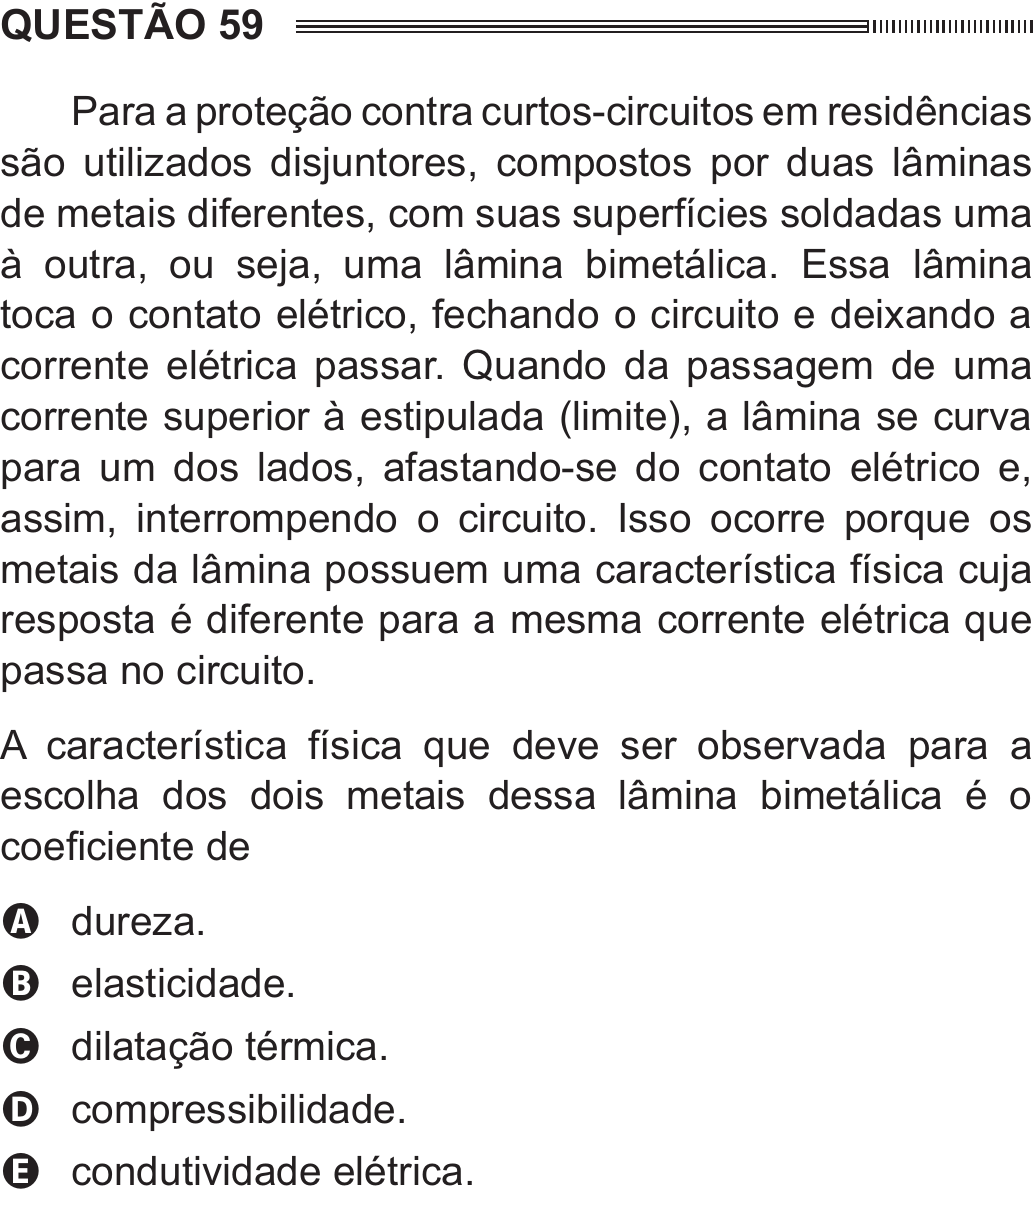 QUESTÃO 59
Para a proteção contra curtos-circuitos em residências
são utilizados disjuntores, compostos por duas lâminas
de metais diferentes, com suas superfícies soldadas uma
à outra, ou seja, uma lâmina bimetálica. Essa lâmina
toca o contato elétrico, fechando o circuito e deixando a
corrente elétrica passar. Quando da passagem de uma
corrente superior à estipulada (limite), a lâmina se curva
para um dos lados, afastando-se do contato elétrico e,
assim, interrompendo o circuito. Isso ocorre porque os
metais da lâmina possuem uma característica física cuja
resposta é diferente para a mesma corrente elétrica que
passa no circuito.
A característica física que deve ser observada para a
escolha dos dois metais dessa lâmina bimetálica é o
coeficiente de
A dureza.
B elasticidade.
C dilatação térmica.
D compressibilidade.
E condutividade elétrica.